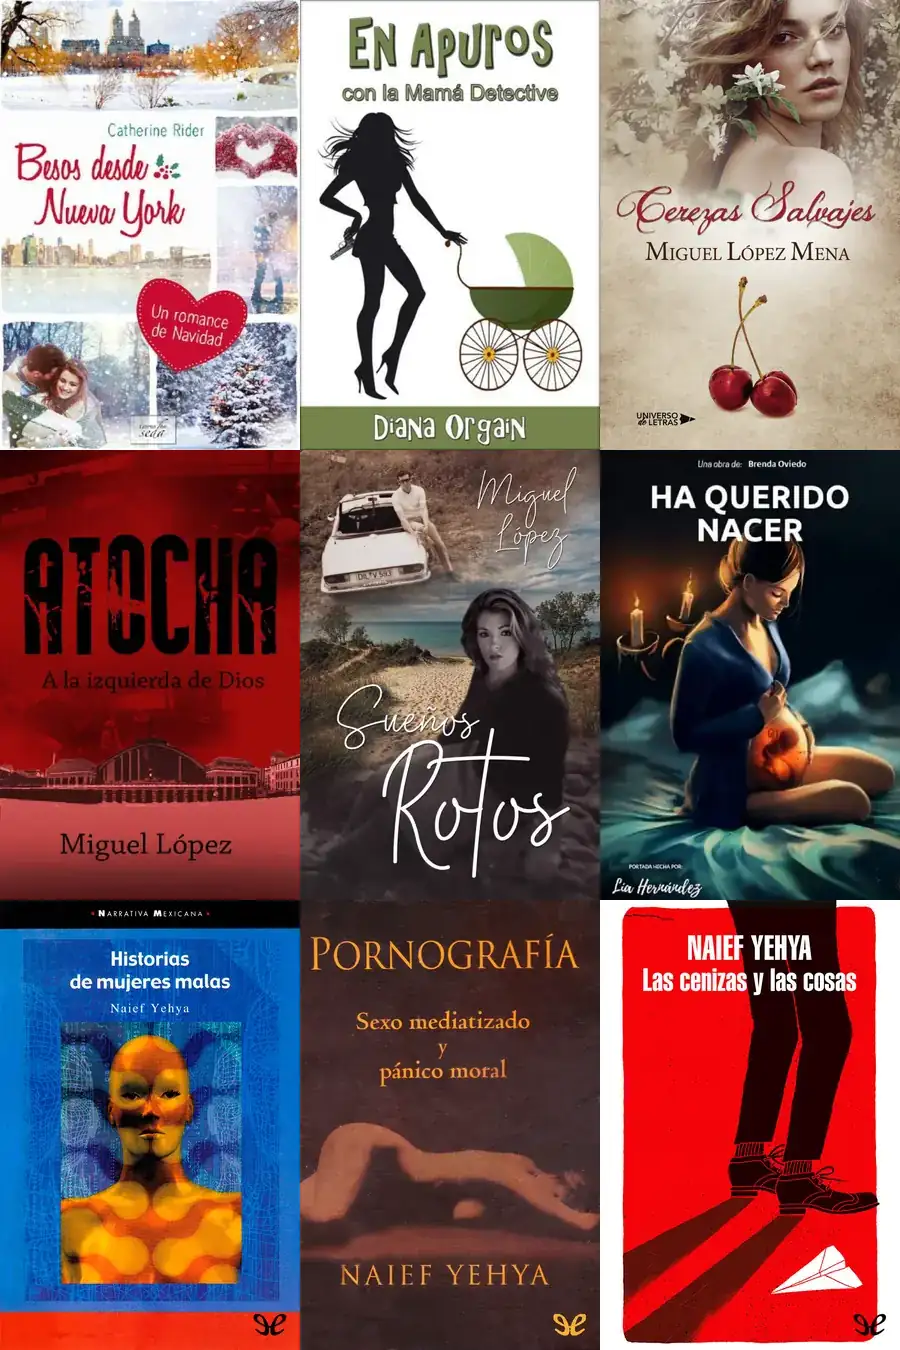 Catherine Rider
Besos desde
Nueva York
Un romance
de Navidad
seda
En Apuros
con la Mamá Detective
Diana Orgain
Cerezas Salvajes
Miguel López Mena
UNIVERSO
de LETRAS
ATOCHA
A la izquierda de Dios
Miguel López
Miguel
López
DIL V 593
Sueños
Rotos
Una obra de: Brenda Oviedo
HA QUERIDO
NACER
PORTADA HECHA POR:
Lia Hernández
Narrativa Mexicana
Historias
de mujeres malas
Naief Yehya
Pornografía
Sexo mediatizado
y
pánico moral
NAIEF YEHYA
NAIEF YEHYA
Las cenizas y las cosas